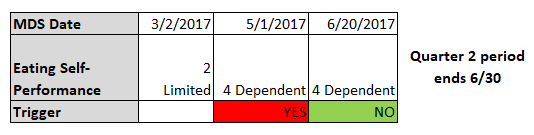 MDS Date 3/2/2017 5/1/2017 6/20/2017
Quarter 2 period
ends 6/30
Eating Self- 2
Performance Limited 4 Dependent 4 Dependent
Trigger YES NO